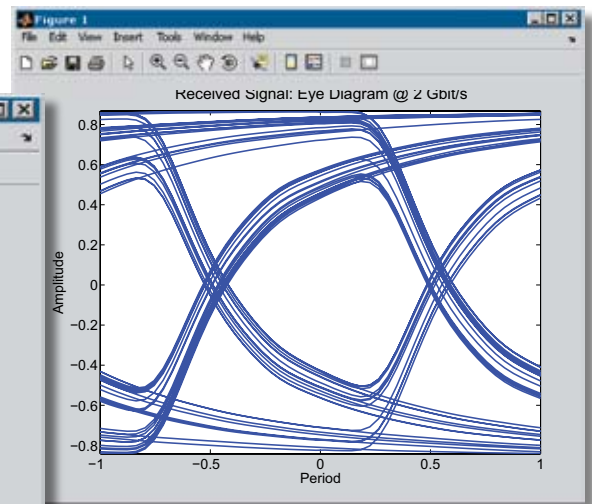 Figure 1
File Edit View Insert Tools Window Help
Received Signal: Eye Diagram @ 2 Gbit/s
0.8
0.6
0.4
0.2
0
−0.2
−0.4
−0.6
−0.8
Amplitude
−1
−0.5
0
0.5
1
Period